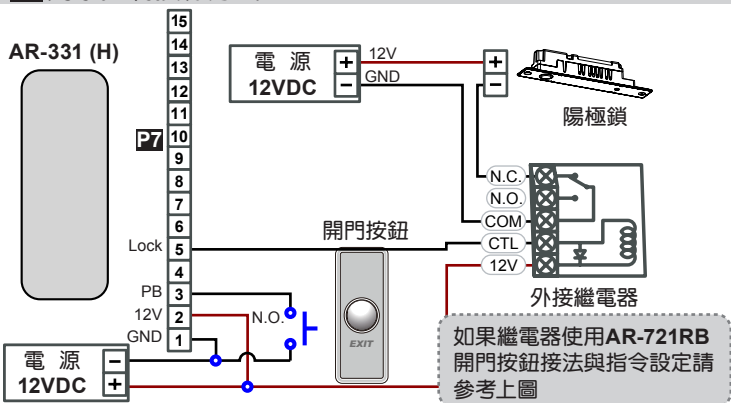 AR-331 (H)
P7
15
14
13
12
11
10
9
8
7
6
5
4
3
2
1
Lock
PB
12V
GND
電 源
12VDC
+
−
12V
GND
+
−
陽極鎖
N.C.
N.O.
COM
CTL
12V
外接繼電器
開門按鈕
EXIT
N.O.
電 源
12VDC
−
+
如果繼電器使用AR-721RB
開門按鈕接法與指令設定請
參考上圖